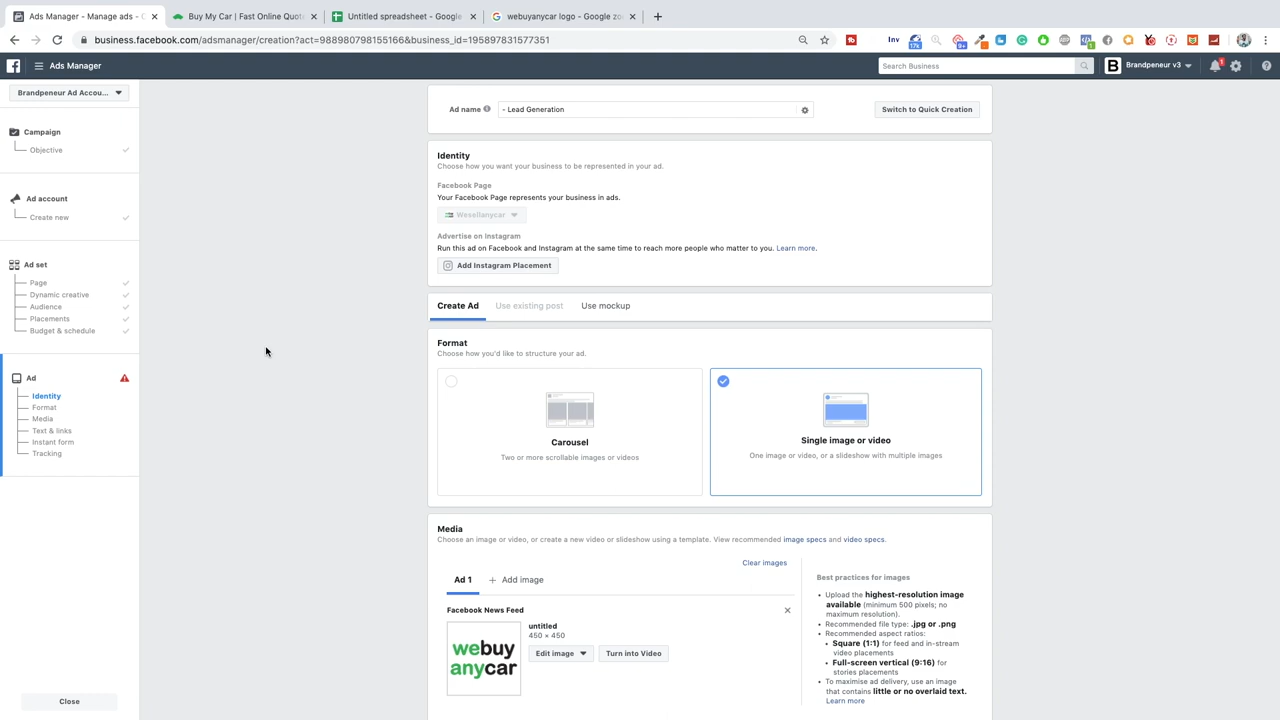 Ads Manager - Manage ads - C
Buy My Car | Fast Online Quot
Untitled spreadsheet - Google
webuyanycar logo - Google
business.facebook.com/adsmanager/creation?act=988980798155166&business_id=195897831577351
Inv
17k
9+
1
Ads Manager
Search Business
B
Brandpeneur v3
1
Brandpeneur Ad Accou...
Campaign
Objective
Ad account
Create new
Ad set
Page
Dynamic creative
Audience
Placements
Budget & schedule
Ad
Identity
Format
Media
Text & links
Instant form
Tracking
Close
Ad name
- Lead Generation
Switch to Quick Creation
Identity
Choose how you want your business to be represented in your ad.
Facebook Page
Your Facebook Page represents your business in ads.
Wesellanycar
Advertise on Instagram
Run this ad on Facebook and Instagram at the same time to reach more people who matter to you. Learn more.
Add Instagram Placement
Create Ad
Use existing post
Use mockup
Format
Choose how you'd like to structure your ad.
Carousel
Two or more scrollable images or videos
Single image or video
One image or video, or a slideshow with multiple images
Media
Choose an image or video, or create a new video or slideshow using a template. View recommended image specs and video specs.
Clear images
Ad 1
+ Add image
Facebook News Feed
untitled
450 × 450
Edit image
Turn into Video
webuy
anycar
Best practices for images
• Upload the highest-resolution image
available (minimum 500 pixels; no
maximum resolution).
• Recommended file type: .jpg or .png
• Recommended aspect ratios:
• Square (1:1) for feed and in-stream
video placements
• Full-screen vertical (9:16) for
stories placements
• To maximise ad delivery, use an image
that contains little or no overlaid text.
Learn more